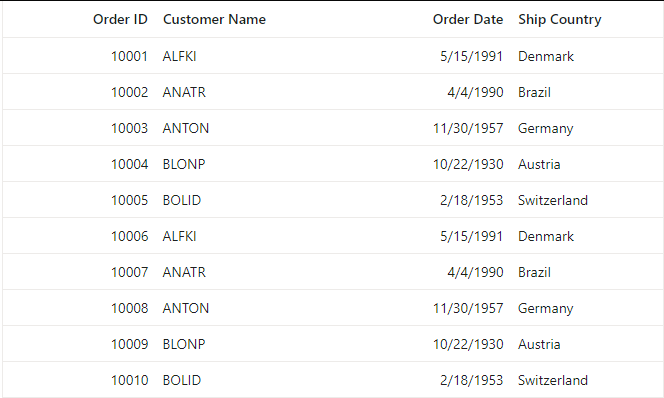 Order ID Customer Name Order Date Ship Country
10001 ALFKI 5/15/1991 Denmark
10002 ANATR 4/4/1990 Brazil
10003 ANTON 11/30/1957 Germany
10004 BLONP 10/22/1930 Austria
10005 BOLID 2/18/1953 Switzerland
10006 ALFKI 5/15/1991 Denmark
10007 ANATR 4/4/1990 Brazil
10008 ANTON 11/30/1957 Germany
10009 BLONP 10/22/1930 Austria
10010 BOLID 2/18/1953 Switzerland